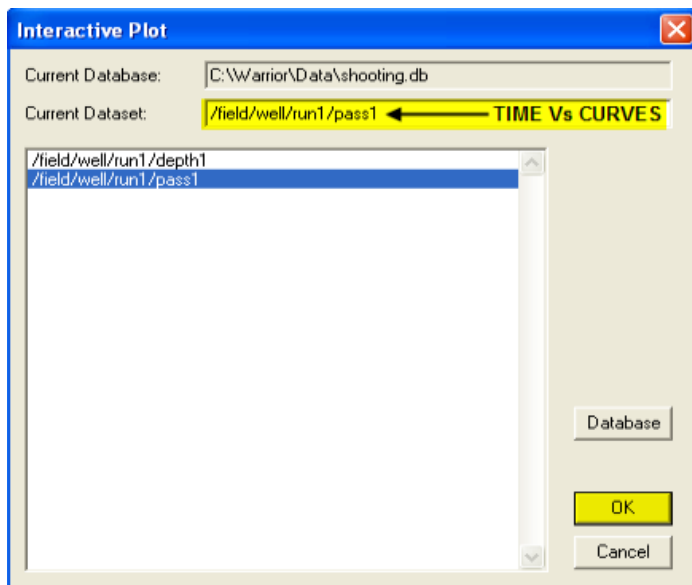 Interactive Plot
Current Database: C:\Warrior\Data\shooting.db
Current Dataset: /field/well/run1/pass1 TIME Vs CURVES
/field/well/run1/depth1
/field/well/run1/pass1
Database
OK
Cancel